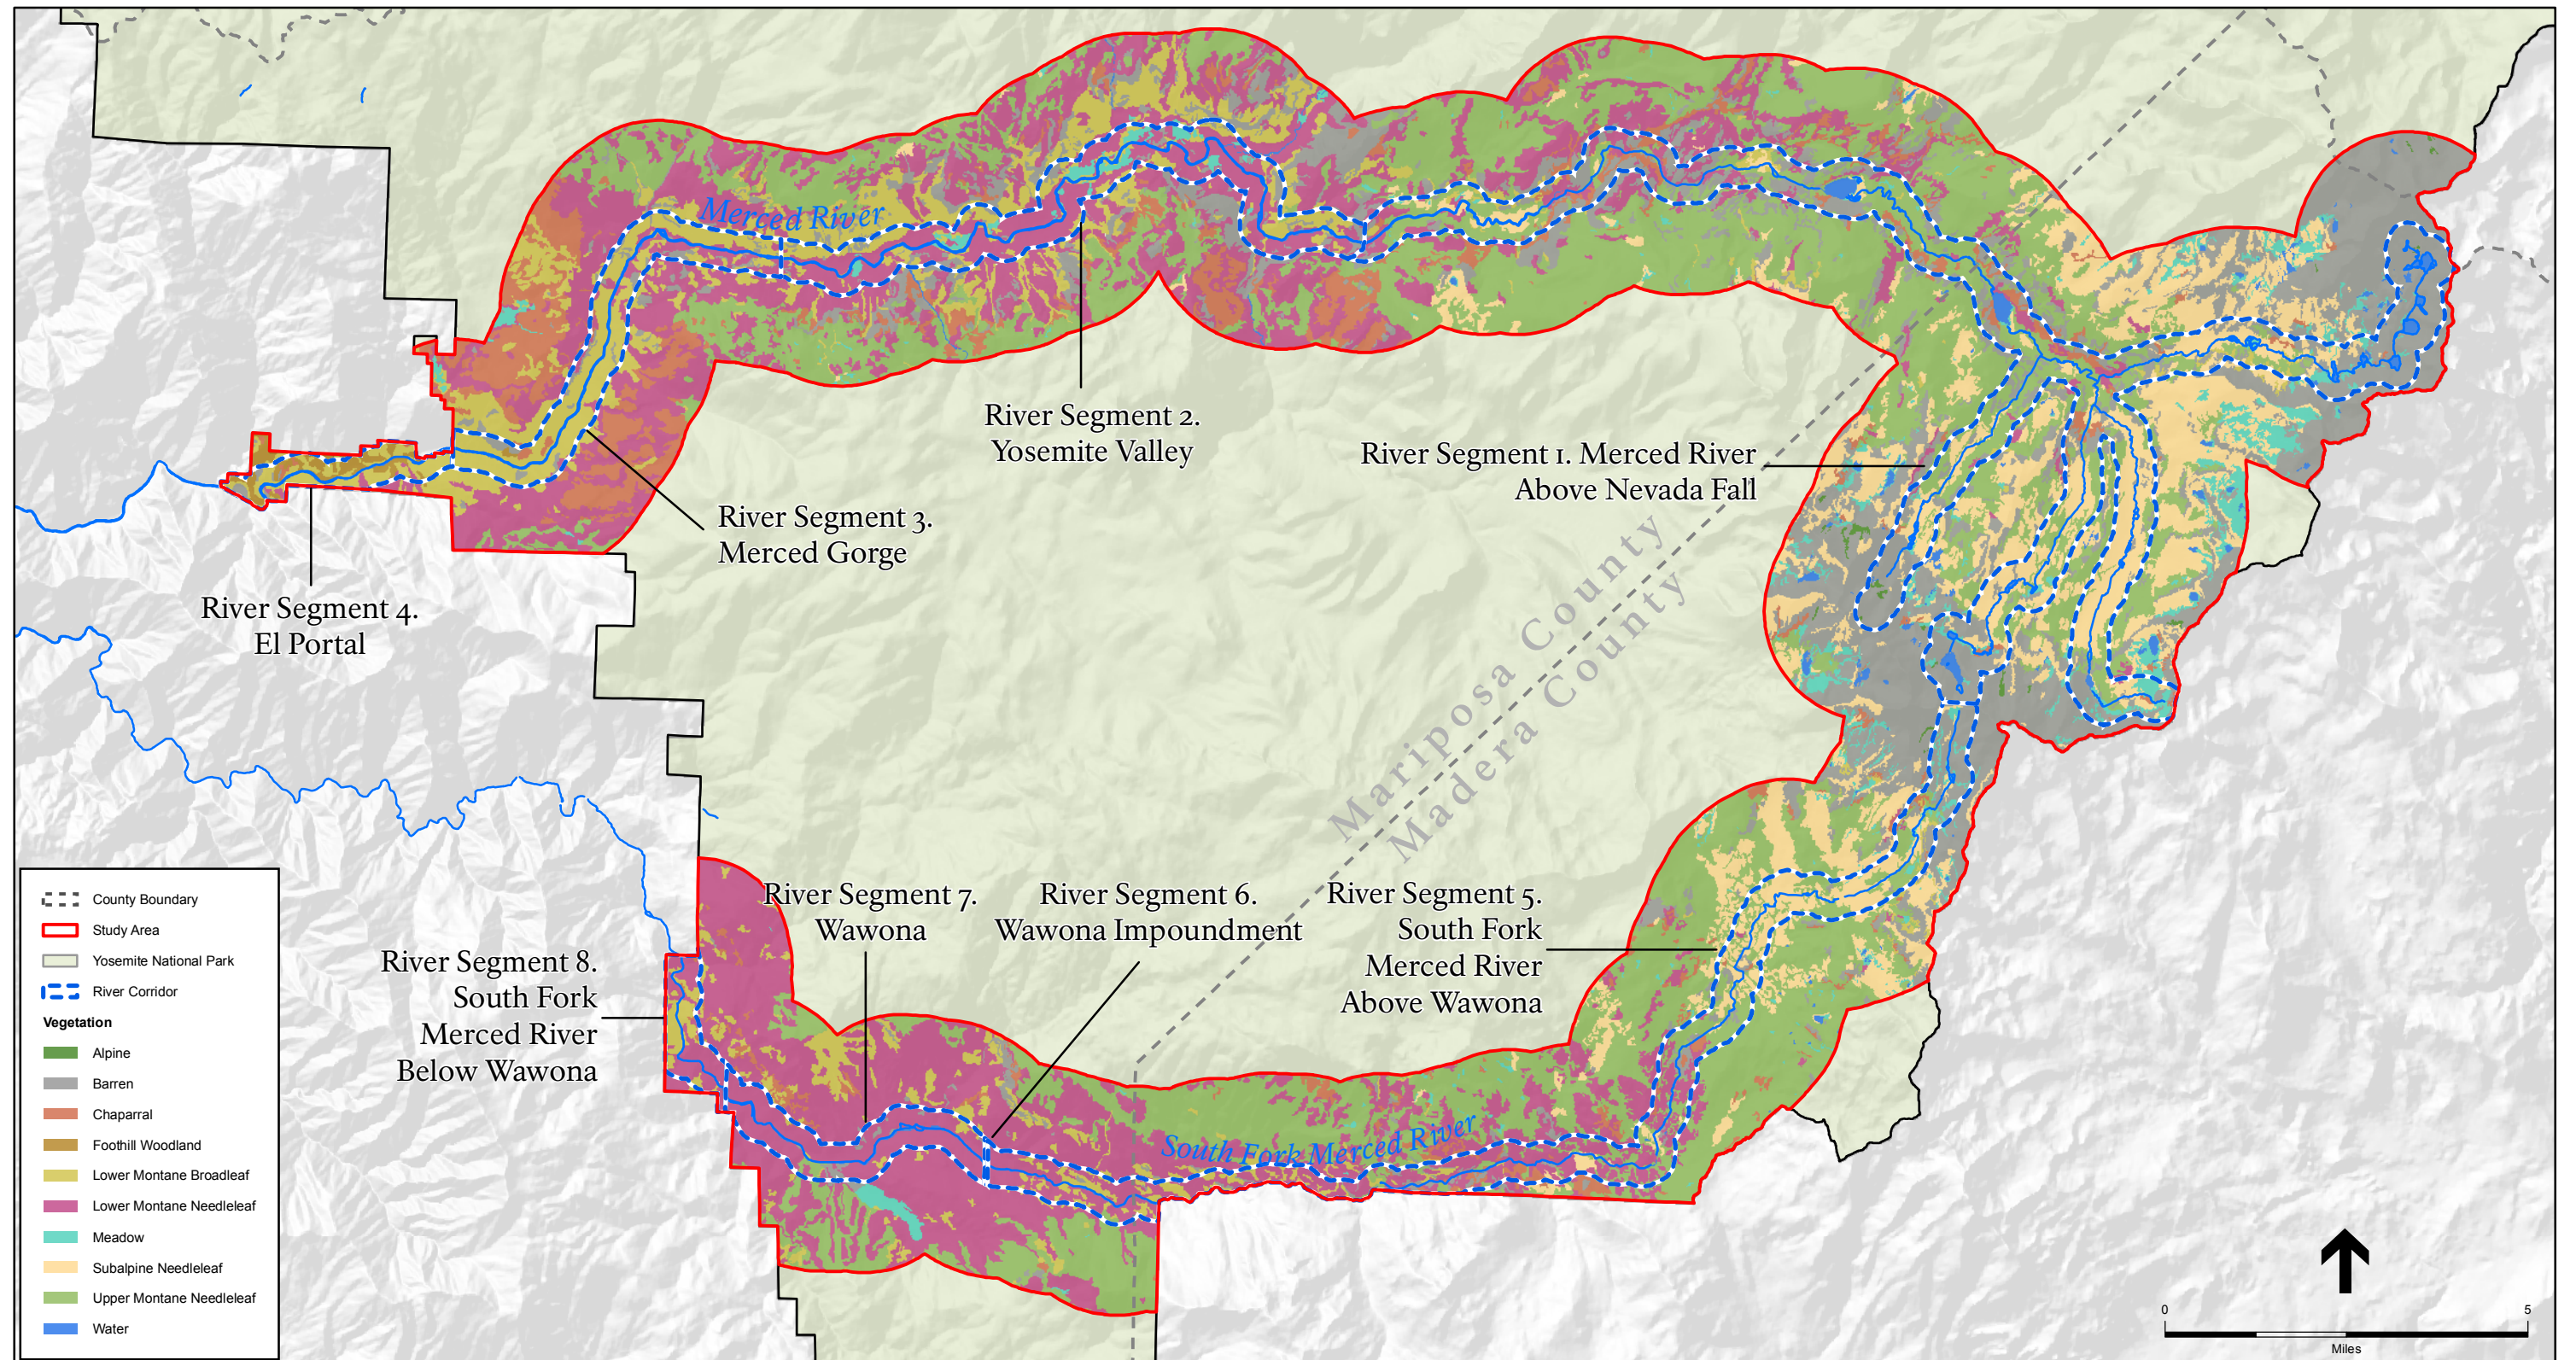 Merced River
River Segment 2.
Yosemite Valley
River Segment 1. Merced River
Above Nevada Fall
River Segment 3.
Merced Gorge
River Segment 4.
El Portal
Mariposa County
Madera County
River Segment 7.
Wawona
River Segment 6.
Wawona Impoundment
River Segment 5.
South Fork
Merced River
Above Wawona
River Segment 8.
South Fork
Merced River
Below Wawona
South Fork Merced River
County Boundary
Study Area
Yosemite National Park
River Corridor
Vegetation
Alpine
Barren
Chaparral
Foothill Woodland
Lower Montane Broadleaf
Lower Montane Needleleaf
Meadow
Subalpine Needleleaf
Upper Montane Needleleaf
Water
0 5
Miles